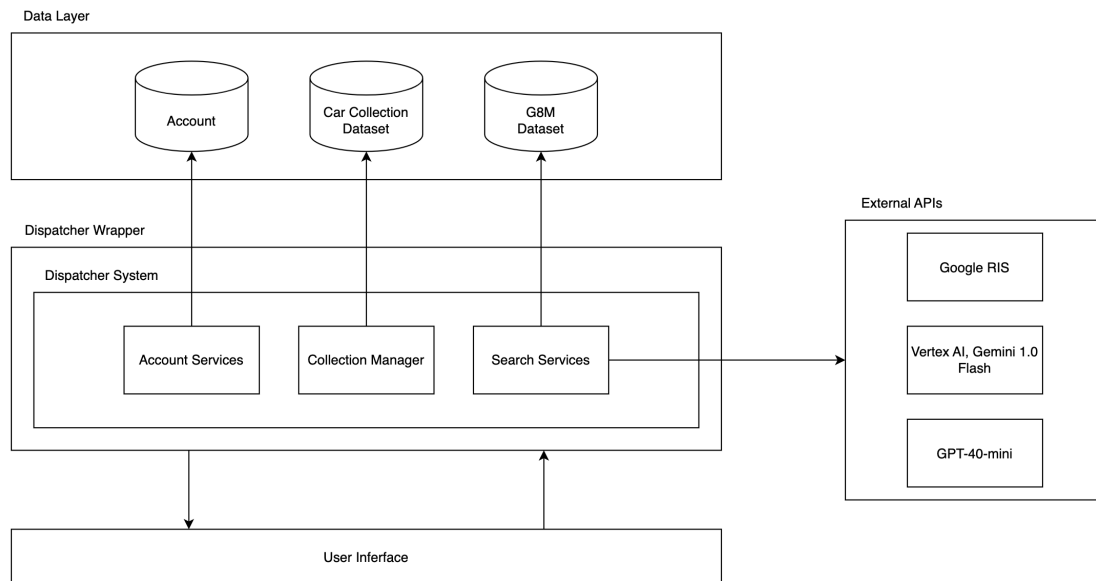 Data Layer
Account
Car Collection
Dataset
G8M
Dataset
External APIs
Dispatcher Wrapper
Google RIS
Dispatcher System
Account Services
Collection Manager
Search Services
Vertex AI, Gemini 1.0
Flash
GPT-40-mini
User Inferface